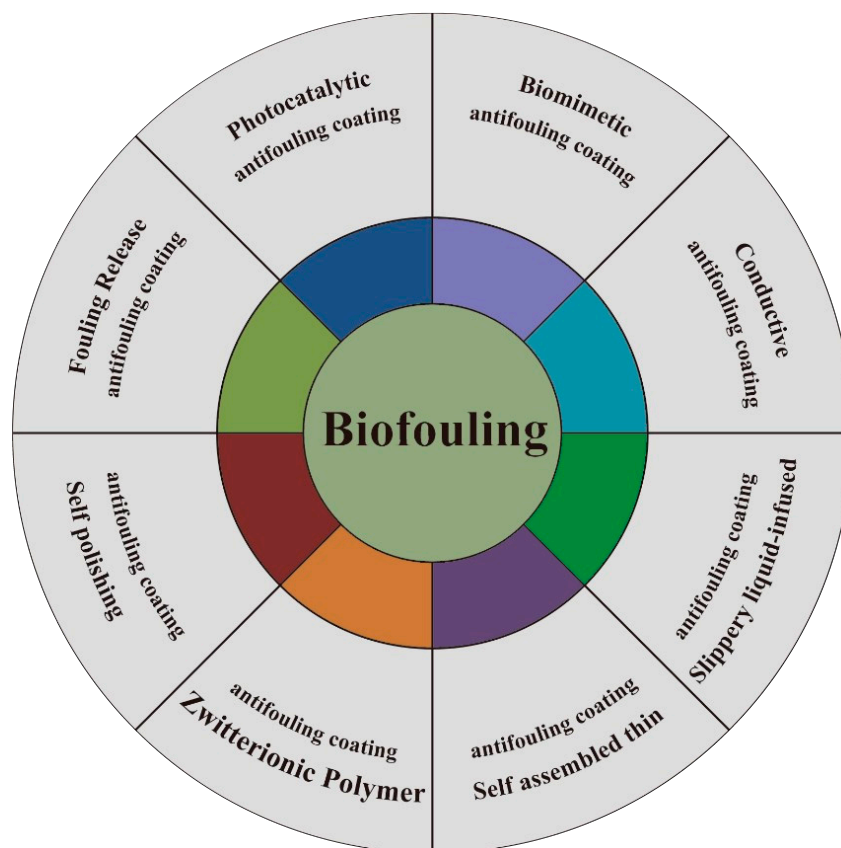 Photocatalytic
antifouling coating
Biomimetic
antifouling coating
Conductive
antifouling coating
Slippery liquid-infused
antifouling coating
Self assembled thin
antifouling coating
Zwitterionic Polymer
antifouling coating
Self polishing
antifouling coating
Fouling Release
antifouling coating
Biofouling